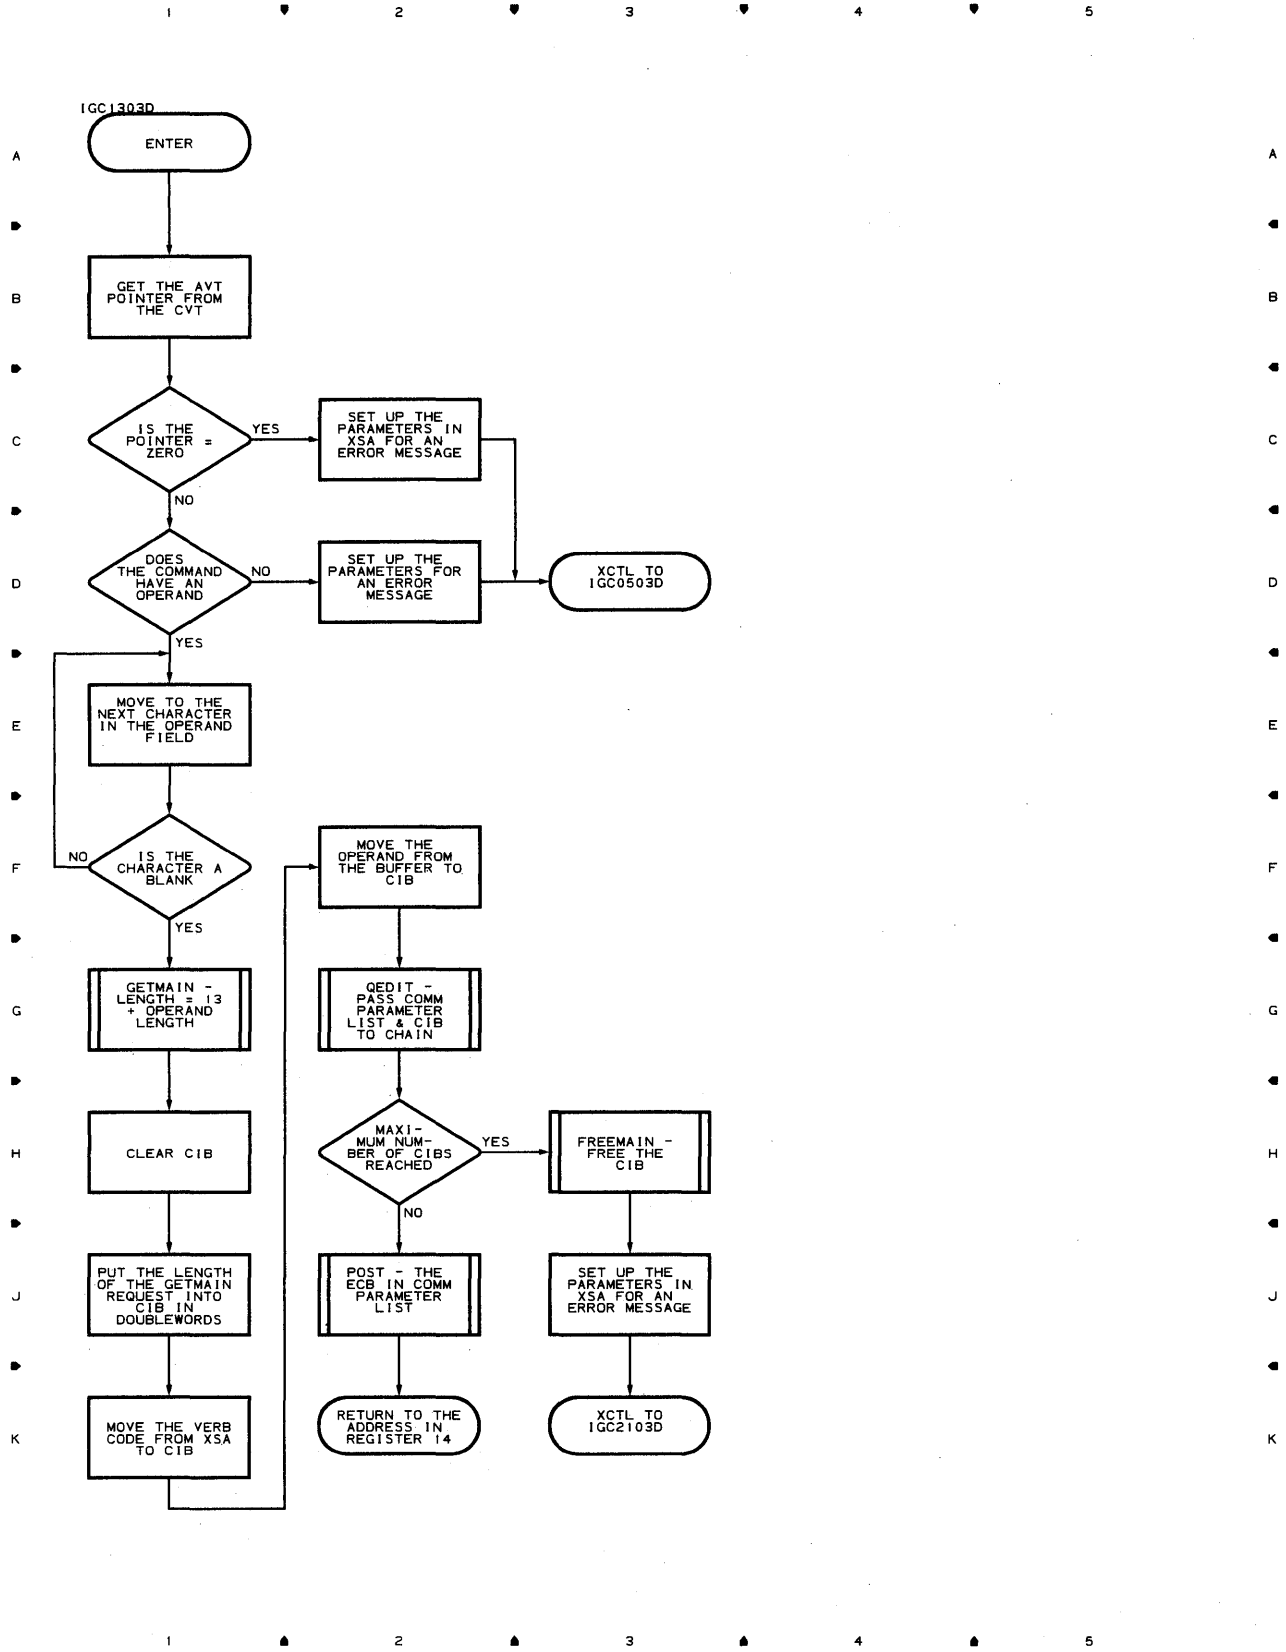 1 2 3 4 5
IGC1303D
ENTER
A A
GET THE AVT
POINTER FROM
THE CVT
B B
IS THE
POINTER =
ZERO
YES
NO
SET UP THE
PARAMETERS IN
XSA FOR AN
ERROR MESSAGE
C C
DOES
THE COMMAND
HAVE AN
OPERAND
NO
YES
SET UP THE
PARAMETERS FOR
AN ERROR
MESSAGE
XCTL TO
IGC0503D
D D
MOVE TO THE
NEXT CHARACTER
IN THE OPERAND
FIELD
E E
IS THE
CHARACTER A
BLANK
NO
YES
MOVE THE
OPERAND FROM
THE BUFFER TO
CIB
F F
GETMAIN -
LENGTH = 13
+ OPERAND
LENGTH
QEDIT -
PASS COMM
PARAMETER
LIST & CIB
TO CHAIN
G G
CLEAR CIB
MAXI-
MUM NUM-
BER OF CIBS
REACHED
YES
NO
FREEMAIN -
FREE THE
CIB
H H
PUT THE LENGTH
OF THE GETMAIN
REQUEST INTO
CIB IN
DOUBLEWORDS
POST - THE
ECB IN COMM
PARAMETER
LIST
SET UP THE
PARAMETERS IN
XSA FOR AN
ERROR MESSAGE
J J
MOVE THE VERB
CODE FROM XSA
TO CIB
RETURN TO THE
ADDRESS IN
REGISTER 14
XCTL TO
IGC2103D
K K
1 2 3 4 5